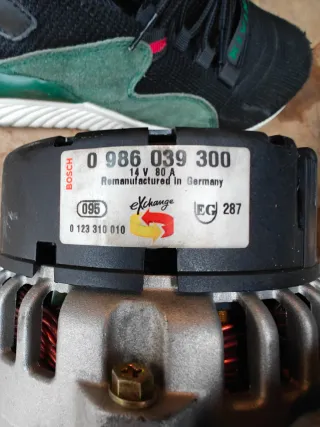 BOSCH
0 986 039 300
14 V 80 A
Remanufactured in Germany
exchange
095
EG 287
0 123 310 010